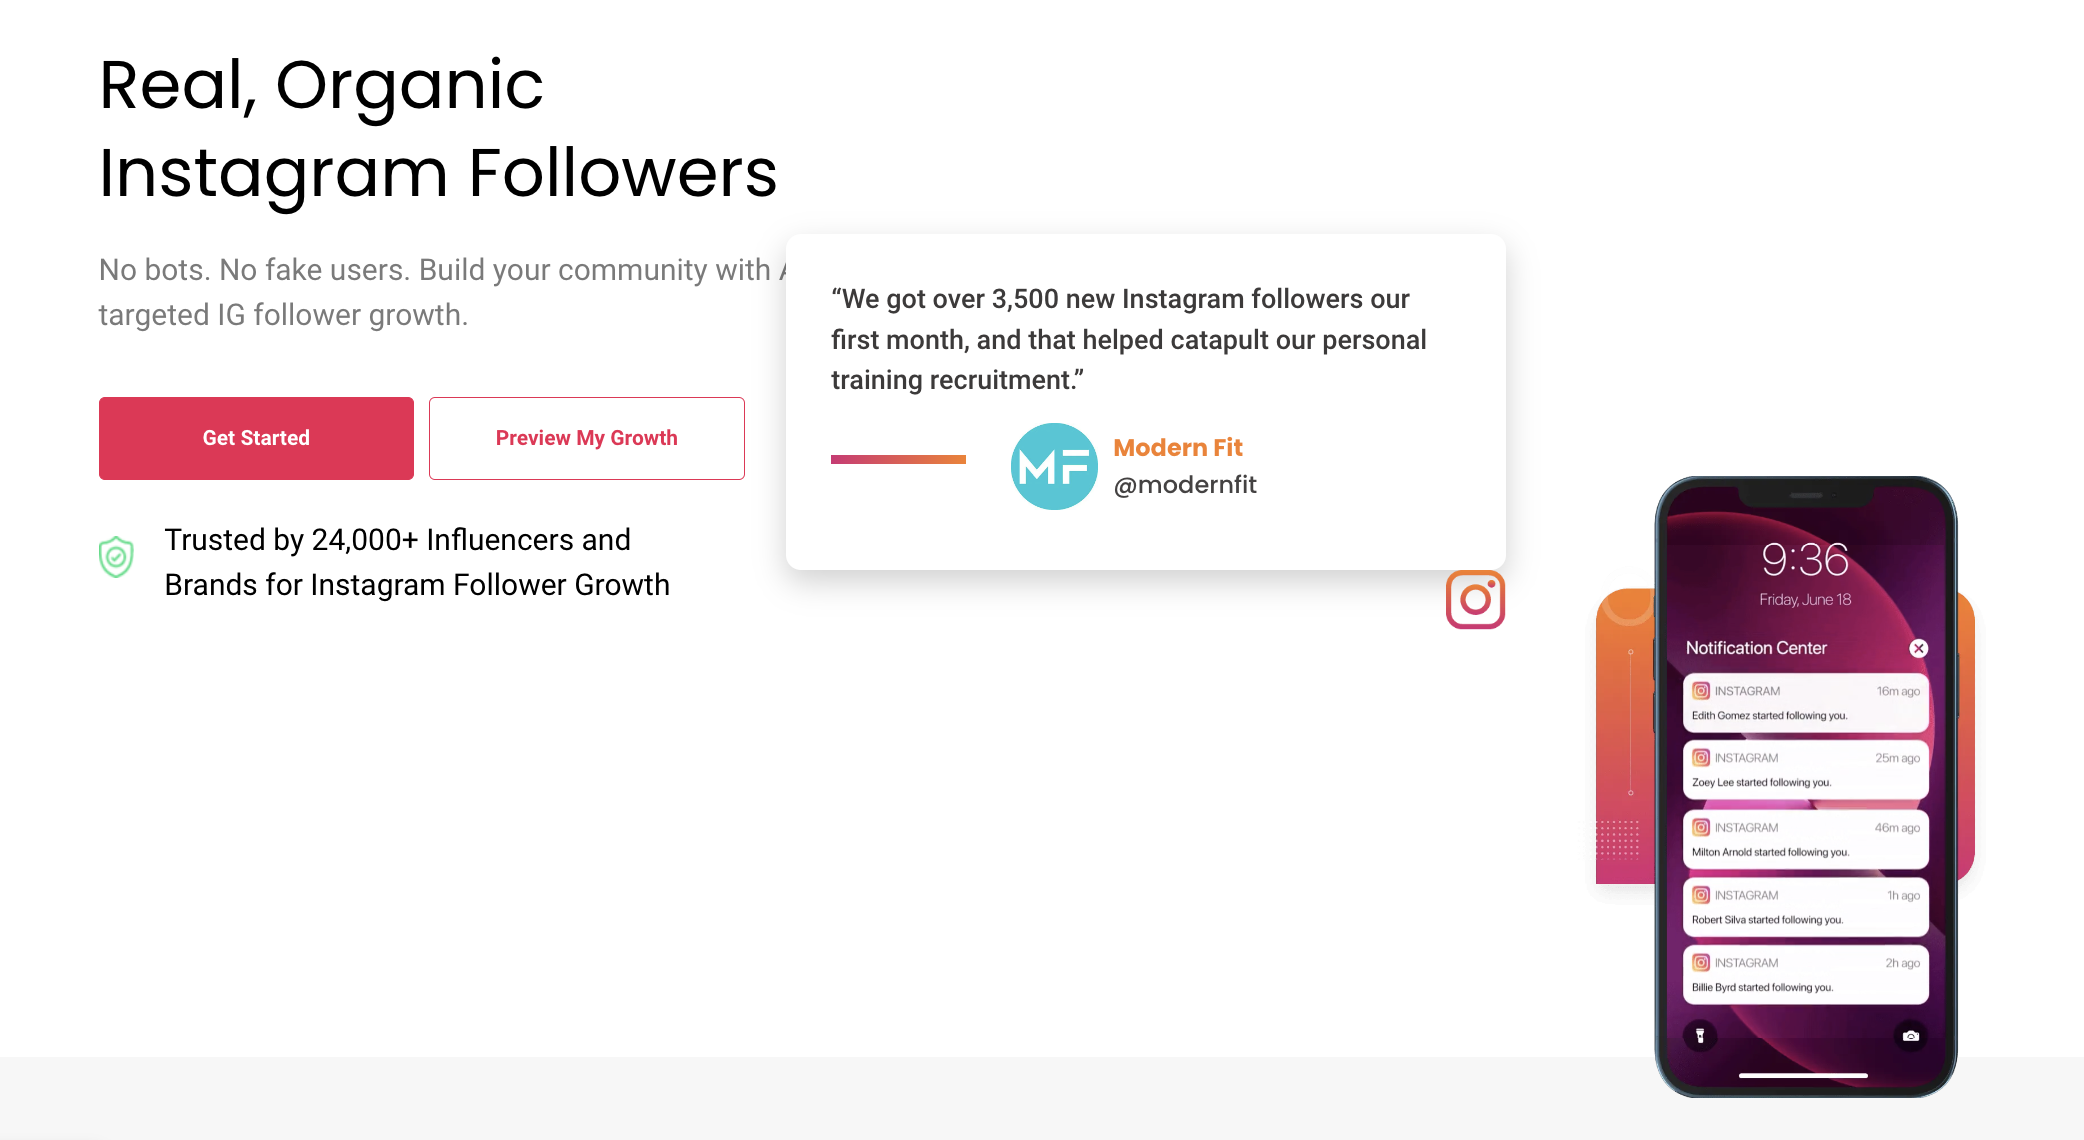 Real, Organic
Instagram Followers
No bots. No fake users. Build your community with
targeted IG follower growth.
Get Started
Preview My Growth
Trusted by 24,000+ Influencers and
Brands for Instagram Follower Growth
“We got over 3,500 new Instagram followers our
first month, and that helped catapult our personal
training recruitment.”
MF
Modern Fit
@modernfit
9:36
Friday, June 18
Notification Center
INSTAGRAM 16m ago
Edith Gomez started following you.
INSTAGRAM 25m ago
Zoey Lee started following you.
INSTAGRAM 46m ago
Milton Arnold started following you.
INSTAGRAM 1h ago
Robert Silva started following you.
INSTAGRAM 2h ago
Billie Byrd started following you.